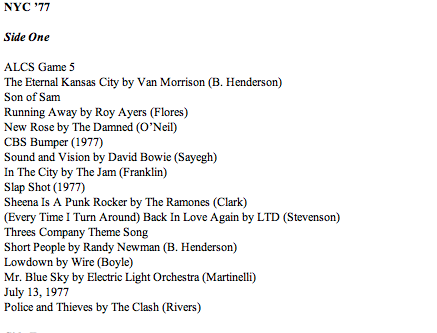 NYC ’77
Side One
ALCS Game 5
The Eternal Kansas City by Van Morrison (B. Henderson)
Son of Sam
Running Away by Roy Ayers (Flores)
New Rose by The Damned (O’Neil)
CBS Bumper (1977)
Sound and Vision by David Bowie (Sayegh)
In The City by The Jam (Franklin)
Slap Shot (1977)
Sheena Is A Punk Rocker by The Ramones (Clark)
(Every Time I Turn Around) Back In Love Again by LTD (Stevenson)
Threes Company Theme Song
Short People by Randy Newman (B. Henderson)
Lowdown by Wire (Boyle)
Mr. Blue Sky by Electric Light Orchestra (Martinelli)
July 13, 1977
Police and Thieves by The Clash (Rivers)